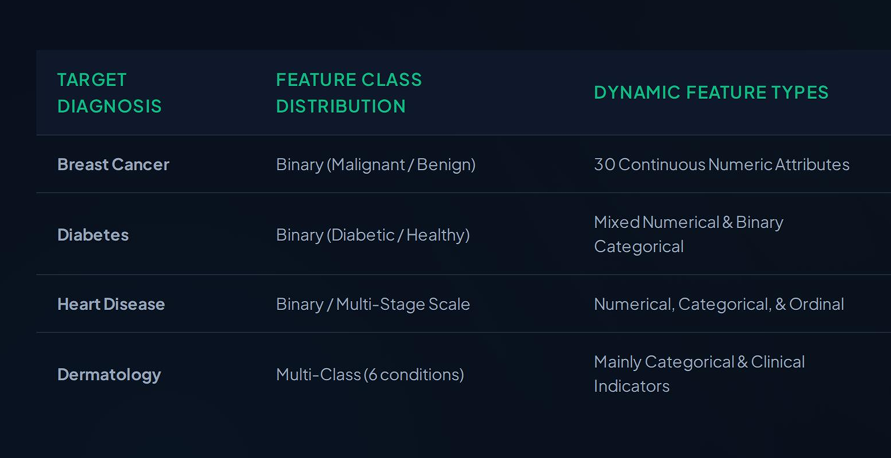 TARGET
DIAGNOSIS
FEATURE CLASS
DISTRIBUTION
DYNAMIC FEATURE TYPES
Breast Cancer
Binary (Malignant / Benign)
30 Continuous Numeric Attributes
Diabetes
Binary (Diabetic / Healthy)
Mixed Numerical & Binary
Categorical
Heart Disease
Binary / Multi-Stage Scale
Numerical, Categorical, & Ordinal
Dermatology
Multi-Class (6 conditions)
Mainly Categorical & Clinical
Indicators